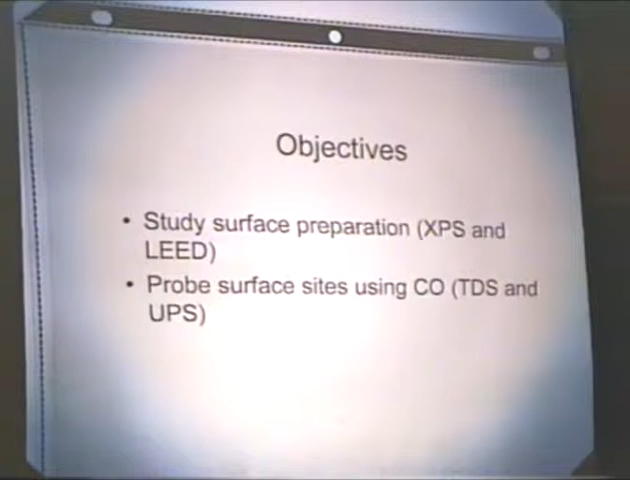 Objectives
• Study surface preparation (XPS and
LEED)
• Probe surface sites using CO (TDS and
UPS)